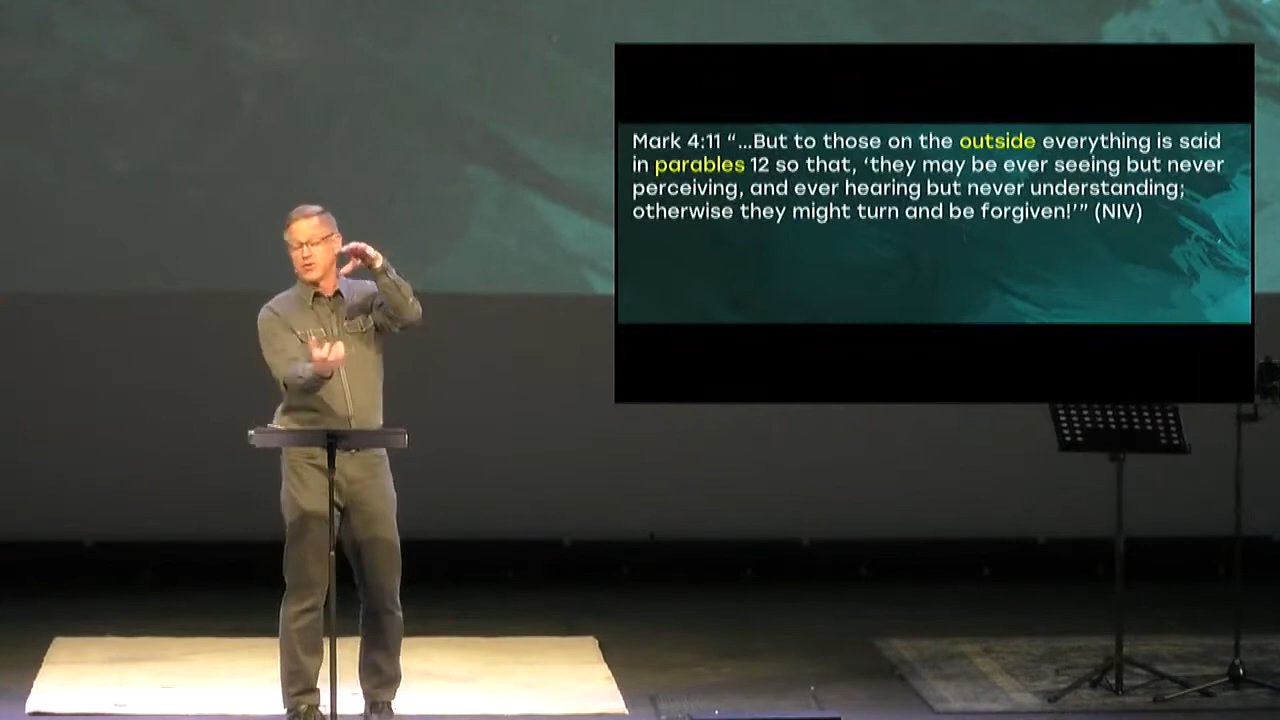 Mark 4:11 “...But to those on the outside everything is said
in parables 12 so that, ‘they may be ever seeing but never
perceiving, and ever hearing but never understanding;
otherwise they might turn and be forgiven!’” (NIV)